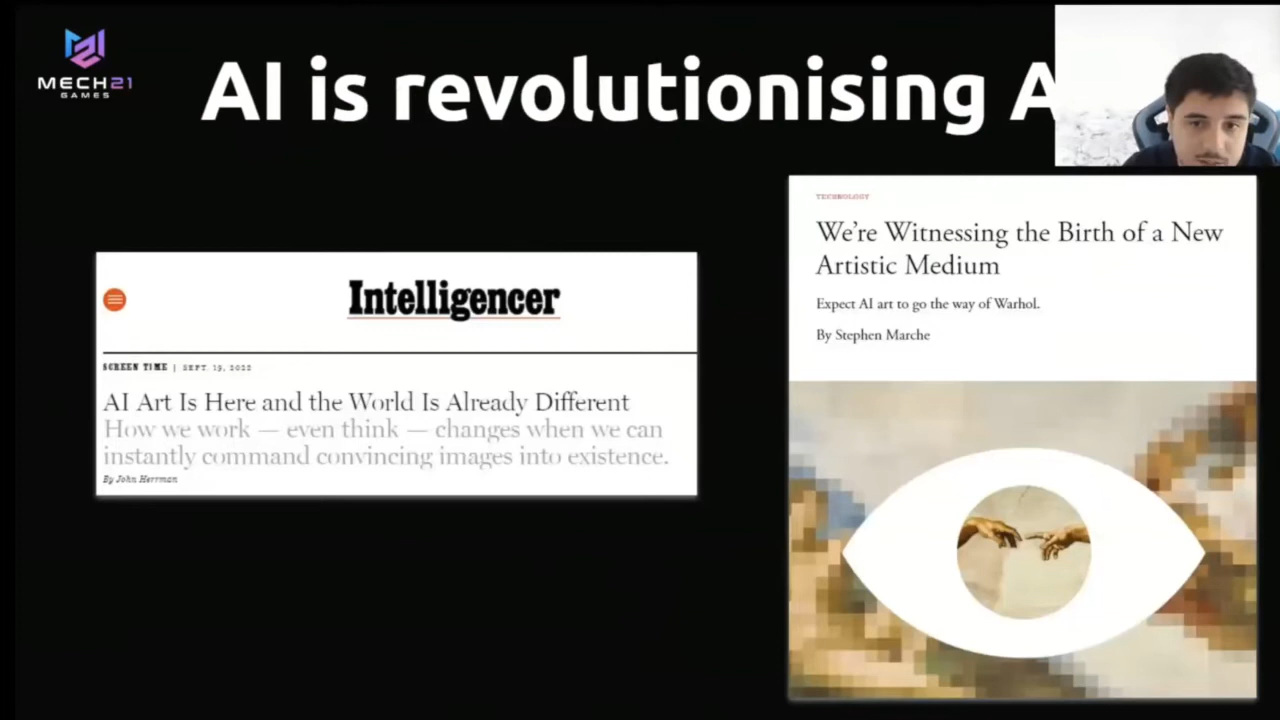 MECH21
GAMES
AI is revolutionising A
Intelligencer
SCREEN TIME | SEPT. 19, 2022
AI Art Is Here and the World Is Already Different
How we work — even think — changes when we can
instantly command convincing images into existence.
By John Herrman
TECHNOLOGY
We’re Witnessing the Birth of a New
Artistic Medium
Expect AI art to go the way of Warhol.
By Stephen Marche